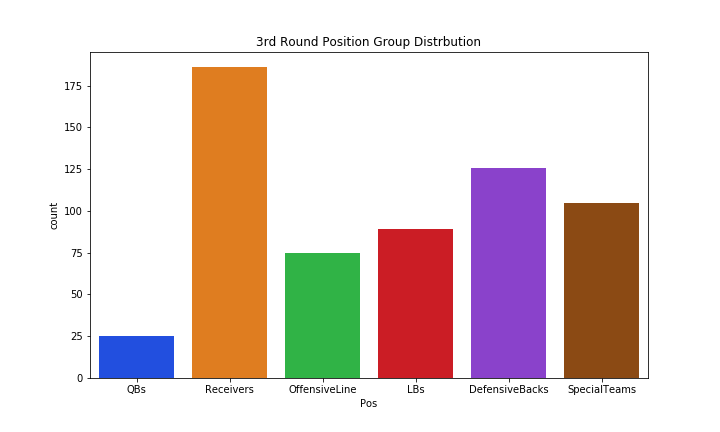 3rd Round Position Group Distrbution
count
175
150
125
100
75
50
25
0
QBs Receivers OffensiveLine LBs DefensiveBacks SpecialTeams
Pos